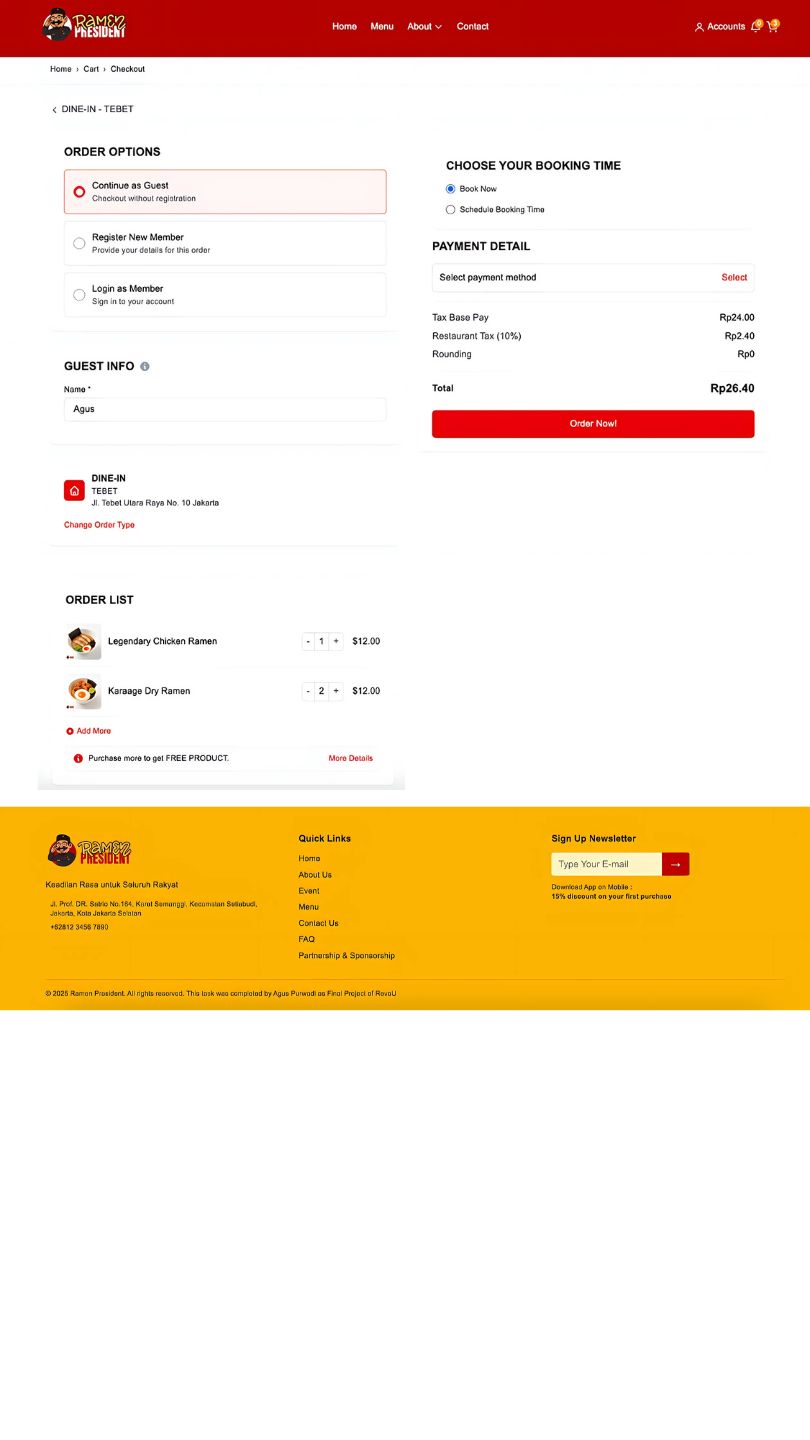 RAMEN
PRESIDENT
Home
Menu
About
Contact
Accounts
0
3
Home › Cart › Checkout
DINE-IN - TEBET
ORDER OPTIONS
Continue as Guest
Checkout without registration
Register New Member
Provide your details for this order
Login as Member
Sign in to your account
GUEST INFO
Name *
Agus
DINE-IN
TEBET
Jl. Tebet Utara Raya No. 10 Jakarta
Change Order Type
ORDER LIST
Legendary Chicken Ramen
- 1 +
$12.00
Karaage Dry Ramen
- 2 +
$12.00
Add More
Purchase more to get FREE PRODUCT.
More Details
CHOOSE YOUR BOOKING TIME
Book Now
Schedule Booking Time
PAYMENT DETAIL
Select payment method
Select
Tax Base Pay
Rp24.00
Restaurant Tax (10%)
Rp2.40
Rounding
Rp0
Total
Rp26.40
Order Now!
RAMEN
PRESIDENT
Keadilan Rasa untuk Seluruh Rakyat
Jl. Prof. DR. Satrio No.164, Karet Semanggi, Kecamatan Setiabudi,
Jakarta, Kota Jakarta Selatan
+62812 3456 7890
Quick Links
Home
About Us
Event
Menu
Contact Us
FAQ
Partnership & Sponsorship
Sign Up Newsletter
Type Your E-mail
→
Download App on Mobile :
15% discount on your first purchase
© 2025 Ramen President. All rights reserved. This task was completed by Agus Purwadi as Final Project of RevoU